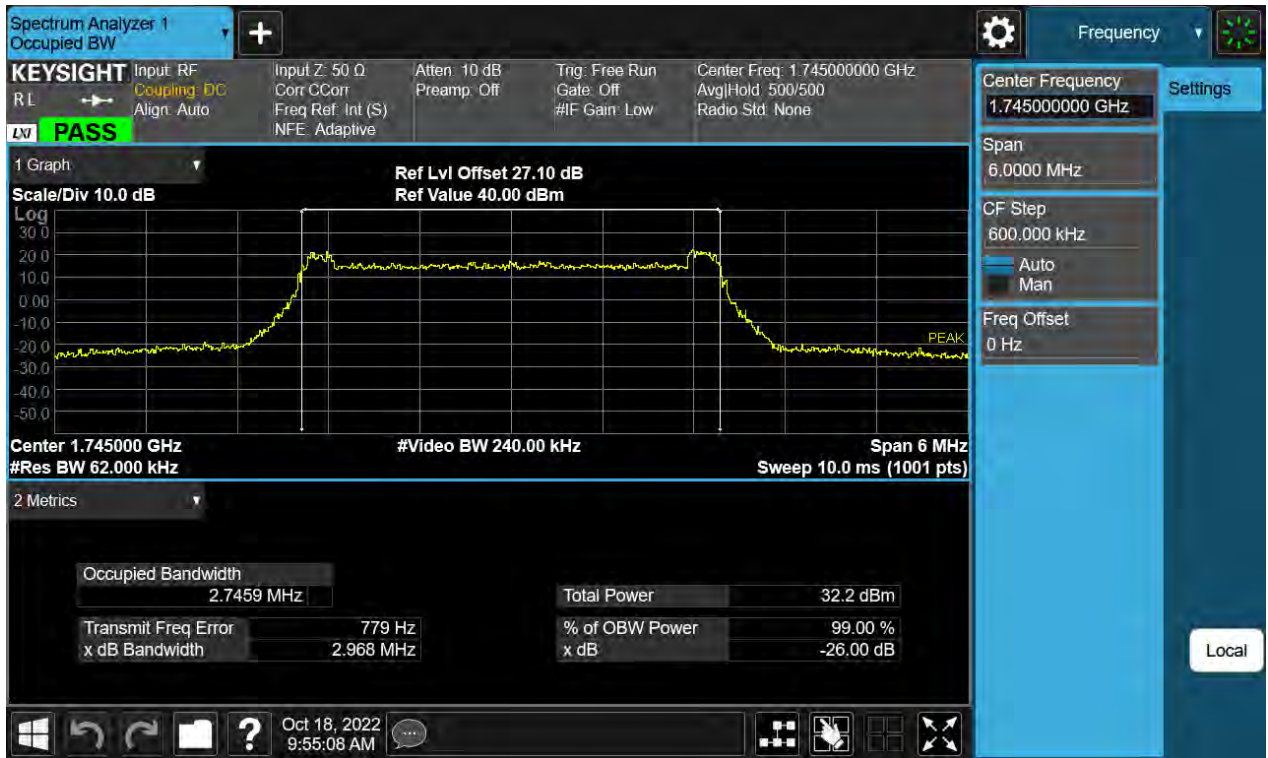 Spectrum Analyzer 1
Occupied BW
+
Frequency
KEYSIGHT
RL
LXI
PASS
Input: RF
Coupling: DC
Align: Auto
Input Z: 50 Ω
Corr CCorr
Freq Ref: Int (S)
NFE: Adaptive
Atten: 10 dB
Preamp: Off
Trig: Free Run
Gate: Off
#IF Gain: Low
Center Freq: 1.745000000 GHz
Avg|Hold: 500/500
Radio Std: None
1 Graph
Scale/Div 10.0 dB
Ref Lvl Offset 27.10 dB
Ref Value 40.00 dBm
Log
30.0
20.0
10.0
0.00
-10.0
-20.0
-30.0
-40.0
-50.0
PEAK
Center 1.745000 GHz
#Res BW 62.000 kHz
#Video BW 240.00 kHz
Span 6 MHz
Sweep 10.0 ms (1001 pts)
2 Metrics
Occupied Bandwidth
2.7459 MHz
Transmit Freq Error 779 Hz
x dB Bandwidth 2.968 MHz
Total Power 32.2 dBm
% of OBW Power 99.00 %
x dB -26.00 dB
Center Frequency
1.745000000 GHz
Span
6.0000 MHz
CF Step
600.000 kHz
Auto
Man
Freq Offset
0 Hz
Settings
Local
?
Oct 18, 2022
9:55:08 AM